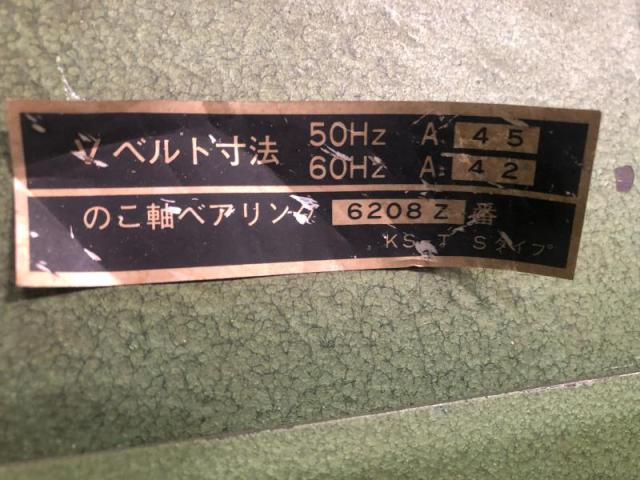 Vベルト寸法 50Hz A 45
60Hz A 42
のこ軸ベアリング 6208Z 番
KS T Sタイプ